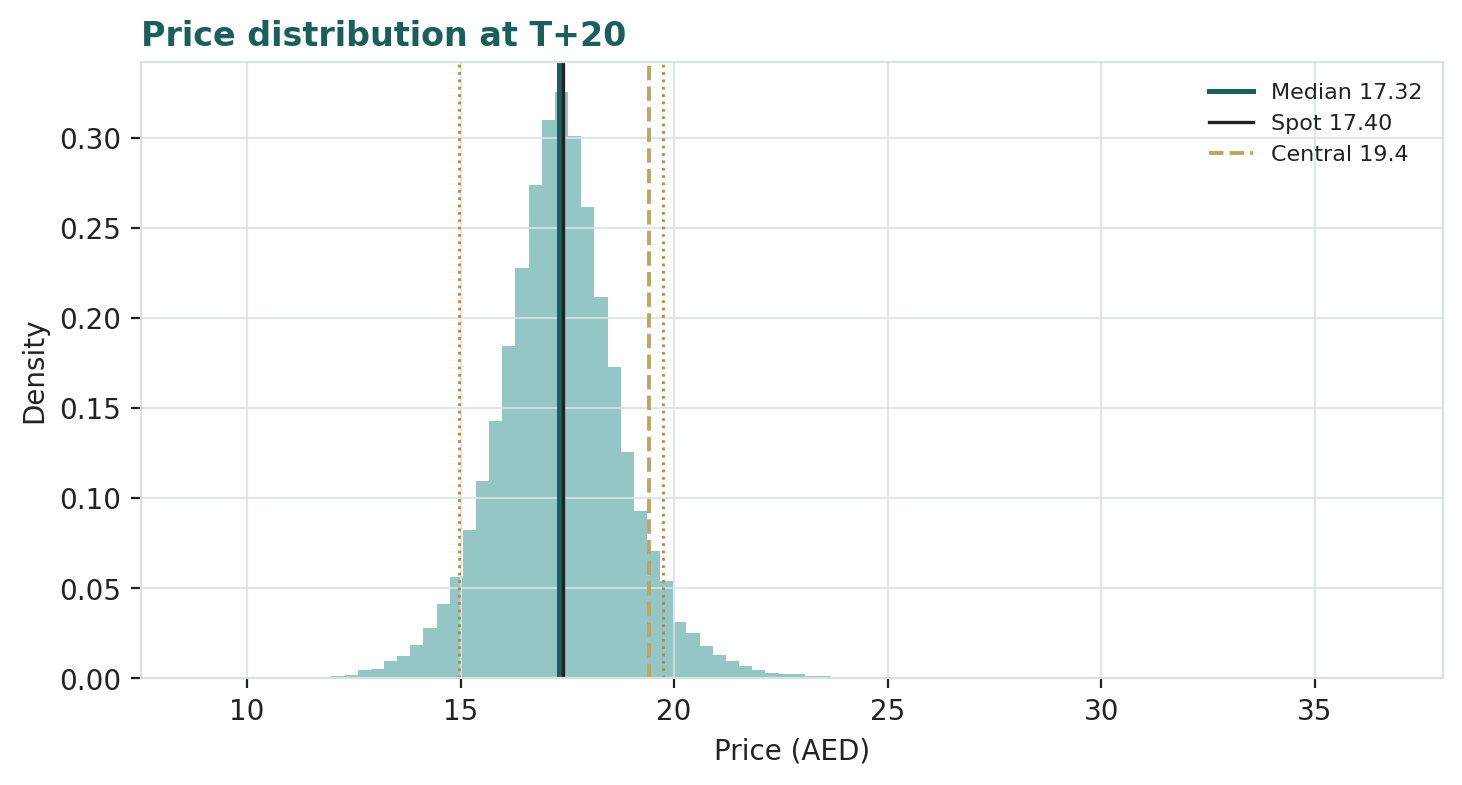 Price distribution at T+20
Median 17.32
Spot 17.40
Central 19.4
Density
0.30
0.25
0.20
0.15
0.10
0.05
0.00
10 15 20 25 30 35
Price (AED)